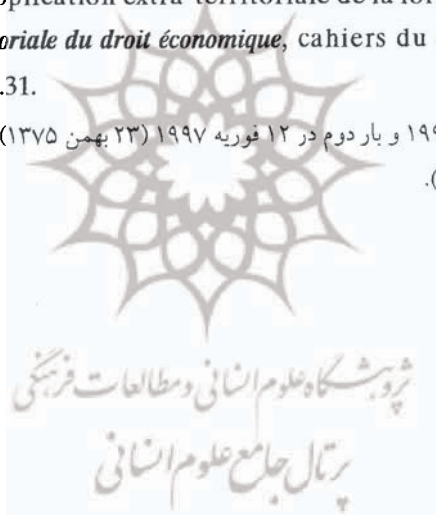 plication extra-territoriale de la loi
oriale du droit économique, cahiers du
.31.
۱۹۹ و بار دوم در ۱۲ فوریه ۱۹۹۷ (۲۳ بهمن ۱۳۷۵)
).
پژوهشگاه علوم انسانی و مطالعات فرهنگی
پرتال جامع علوم انسانی